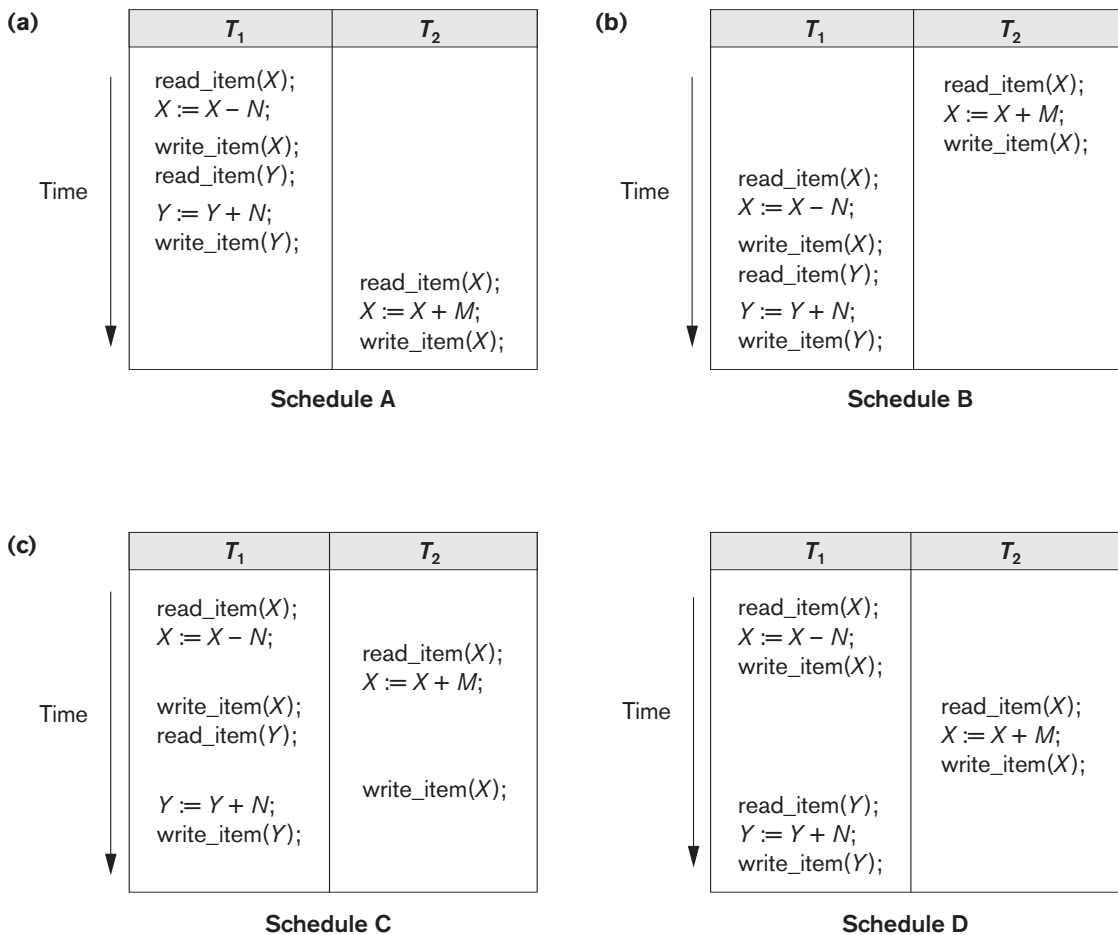 (a)
T1 T2
read_item(X);
X := X − N;
write_item(X);
read_item(Y);
Time
Y := Y + N;
write_item(Y);
read_item(X);
X := X + M;
write_item(X);
Schedule A
(b)
T1 T2
read_item(X);
X := X + M;
write_item(X);
Time
read_item(X);
X := X − N;
write_item(X);
read_item(Y);
Y := Y + N;
write_item(Y);
Schedule B
(c)
T1 T2
read_item(X);
X := X − N;
read_item(X);
X := X + M;
Time
write_item(X);
read_item(Y);
write_item(X);
Y := Y + N;
write_item(Y);
Schedule C
T1 T2
read_item(X);
X := X − N;
write_item(X);
Time
read_item(X);
X := X + M;
write_item(X);
read_item(Y);
Y := Y + N;
write_item(Y);
Schedule D